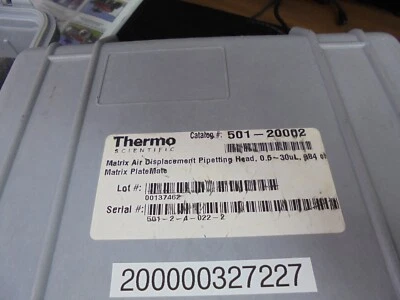 Thermo
SCIENTIFIC
Catalog #: 501-20002
Matrix Air Displacement Pipetting Head, 0.5~30uL, 384
Matrix PlateMate
Lot #:
00137462
Serial #:
501-2-A-022-2
200000327227